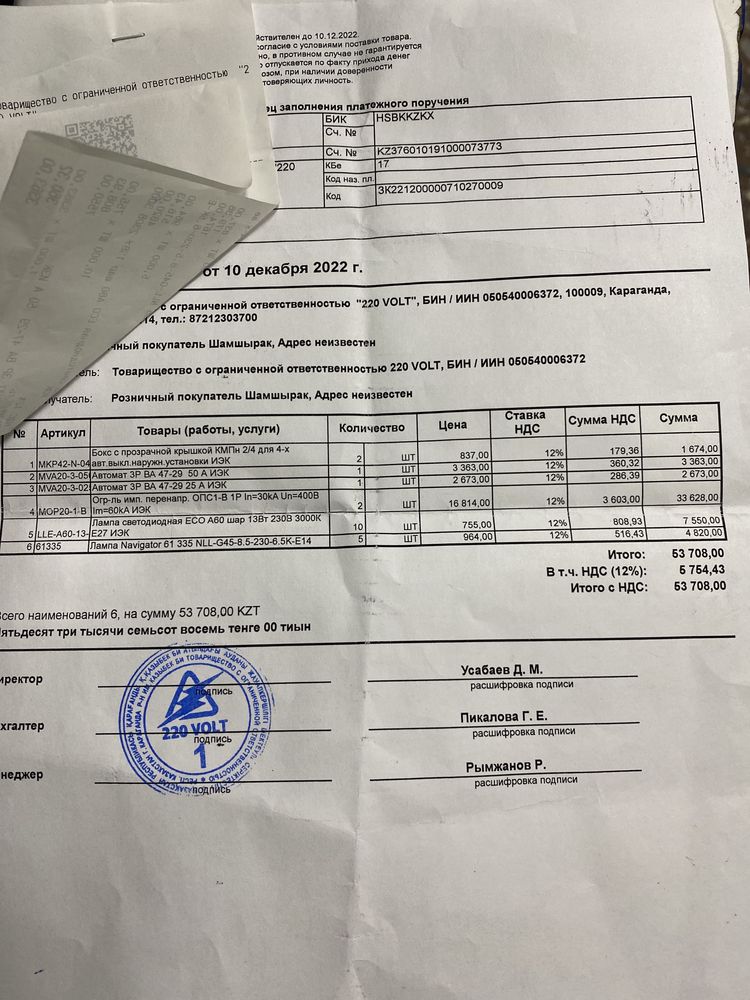 йствителен до 10.12.2022.
согласие с условиями поставки товара.
но, в противном случае не гарантируется
отпускается по факту прихода денег
озом, при наличии доверенности
товеряющих личность.
оварищество с ограниченной ответственностью "2
ец заполнения платежного поручения
БИК HSBKKZKX
Сч. №
Сч. № KZ376010191000073773
"220 КБе 17
Код наз. пл.
Код ЗК221200000710270009
от 10 декабря 2022 г.
с ограниченной ответственностью "220 VOLT", БИН / ИИН 050540006372, 100009, Караганда,
14, тел.: 87212303700
ный покупатель Шамшырак, Адрес неизвестен
ель: Товарищество с ограниченной ответственностью 220 VOLT, БИН / ИИН 050540006372
учатель: Розничный покупатель Шамшырак, Адрес неизвестен
№ Артикул Товары (работы, услуги) Количество Цена Ставка НДС Сумма НДС Сумма
1 MKP42-N-04 Бокс с прозрачной крышкой КМПн 2/4 для 4-х
авт.выкл.наружн.установки ИЭК 2 шт 837,00 12% 179,36 1 674,00
2 MVA20-3-05 Автомат 3Р ВА 47-29 50 А ИЭК 1 шт 3 363,00 12% 360,32 3 363,00
3 MVA20-3-02 Автомат 3Р ВА 47-29 25 А ИЭК 1 шт 2 673,00 12% 286,39 2 673,00
4 MOP20-1-B Огр-ль имп. перенапр. ОПС1-В 1Р In=30kA Un=400В
Im=60kA ИЭК 2 шт 16 814,00 12% 3 603,00 33 628,00
5 LLE-A60-13- Лампа светодиодная ECO A60 шар 13Вт 230В 3000К
E27 ИЭК 10 шт 755,00 12% 808,93 7 550,00
6 61335 Лампа Navigator 61 335 NLL-G45-8.5-230-6.5K-E14 5 шт 964,00 12% 516,43 4 820,00
Итого: 53 708,00
В т.ч. НДС (12%): 5 754,43
Итого с НДС: 53 708,00
Всего наименований 6, на сумму 53 708,00 KZT
ятьдесят три тысячи семьсот восемь тенге 00 тиын
иректор подпись Усабаев Д. М.
расшифровка подписи
хгалтер подпись Пикалова Г. Е.
расшифровка подписи
неджер подпись Рымжанов Р.
расшифровка подписи
220 VOLT
1